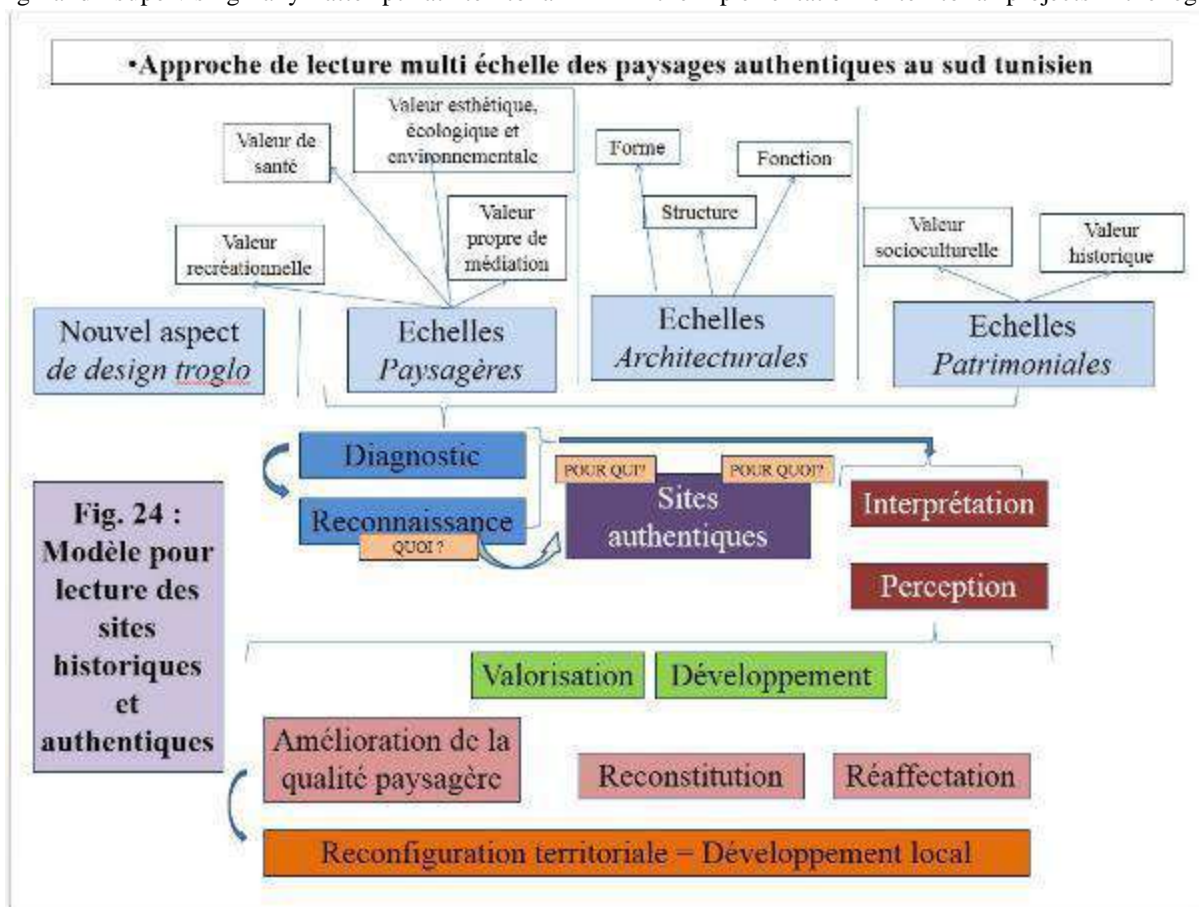 •Approche de lecture multi échelle des paysages authentiques au sud tunisien
Valeur de
santé
Valeur esthétique,
écologique et
environnementale
Valeur
recréationnelle
Valeur
propre de
médiation
Forme
Structure
Fonction
Valeur
socioculturelle
Valeur
historique
Nouvel aspect
de design troglo
Echelles
Paysagères
Echelles
Architecturales
Echelles
Patrimoniales
Diagnostic
Reconnaissance
QUOI ?
POUR QUI?
POUR QUOI?
Sites
authentiques
Interprétation
Perception
Fig. 24 :
Modèle pour
lecture des
sites
historiques
et
authentiques
Valorisation
Développement
Amélioration de la
qualité paysagère
Reconstitution
Réaffectation
Reconfiguration territoriale = Développement local